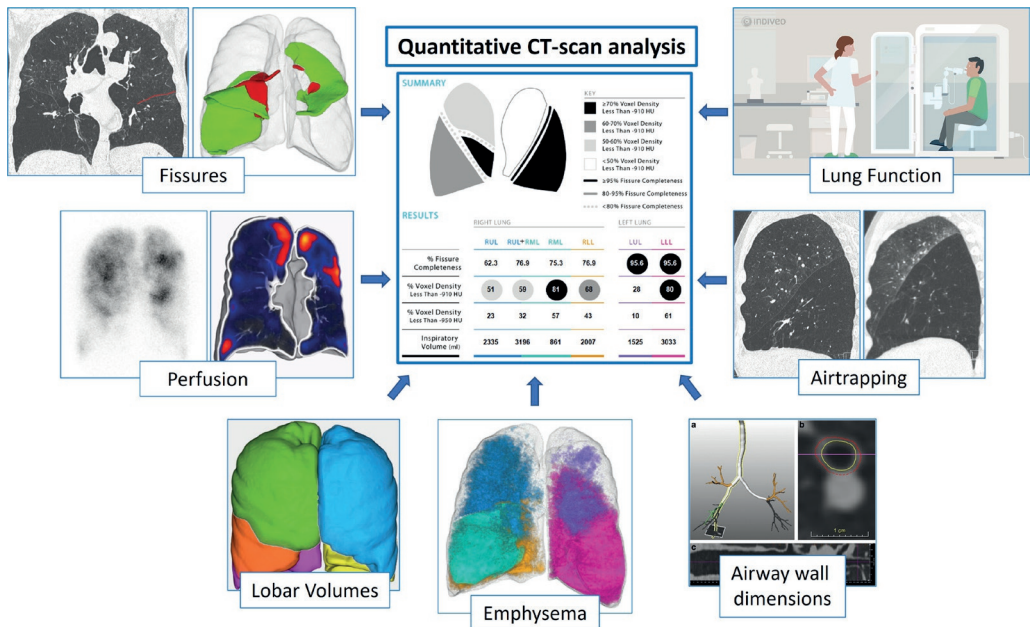 Quantitative CT-scan analysis
SUMMARY
KEY
≥70% Voxel Density
Less Than -910 HU
60-70% Voxel Density
Less Than -910 HU
50-60% Voxel Density
Less Than -910 HU
<50% Voxel Density
Less Than -910 HU
≥95% Fissure Completeness
80-95% Fissure Completeness
<80% Fissure Completeness
RESULTS
RIGHT LUNG LEFT LUNG
RUL RUL+RML RML RLL LUL LLL
% Fissure
Completeness 62.3 76.9 75.3 76.9 95.6 95.6
% Voxel Density
Less Than -910 HU 51 59 81 68 28 80
% Voxel Density
Less Than -950 HU 23 32 57 43 10 61
Inspiratory
Volume (ml) 2335 3196 861 2007 1525 3033
Fissures
INDIVED
Lung Function
Perfusion
Airtrapping
Lobar Volumes
Emphysema
a b
1 cm
c
Airway wall
dimensions